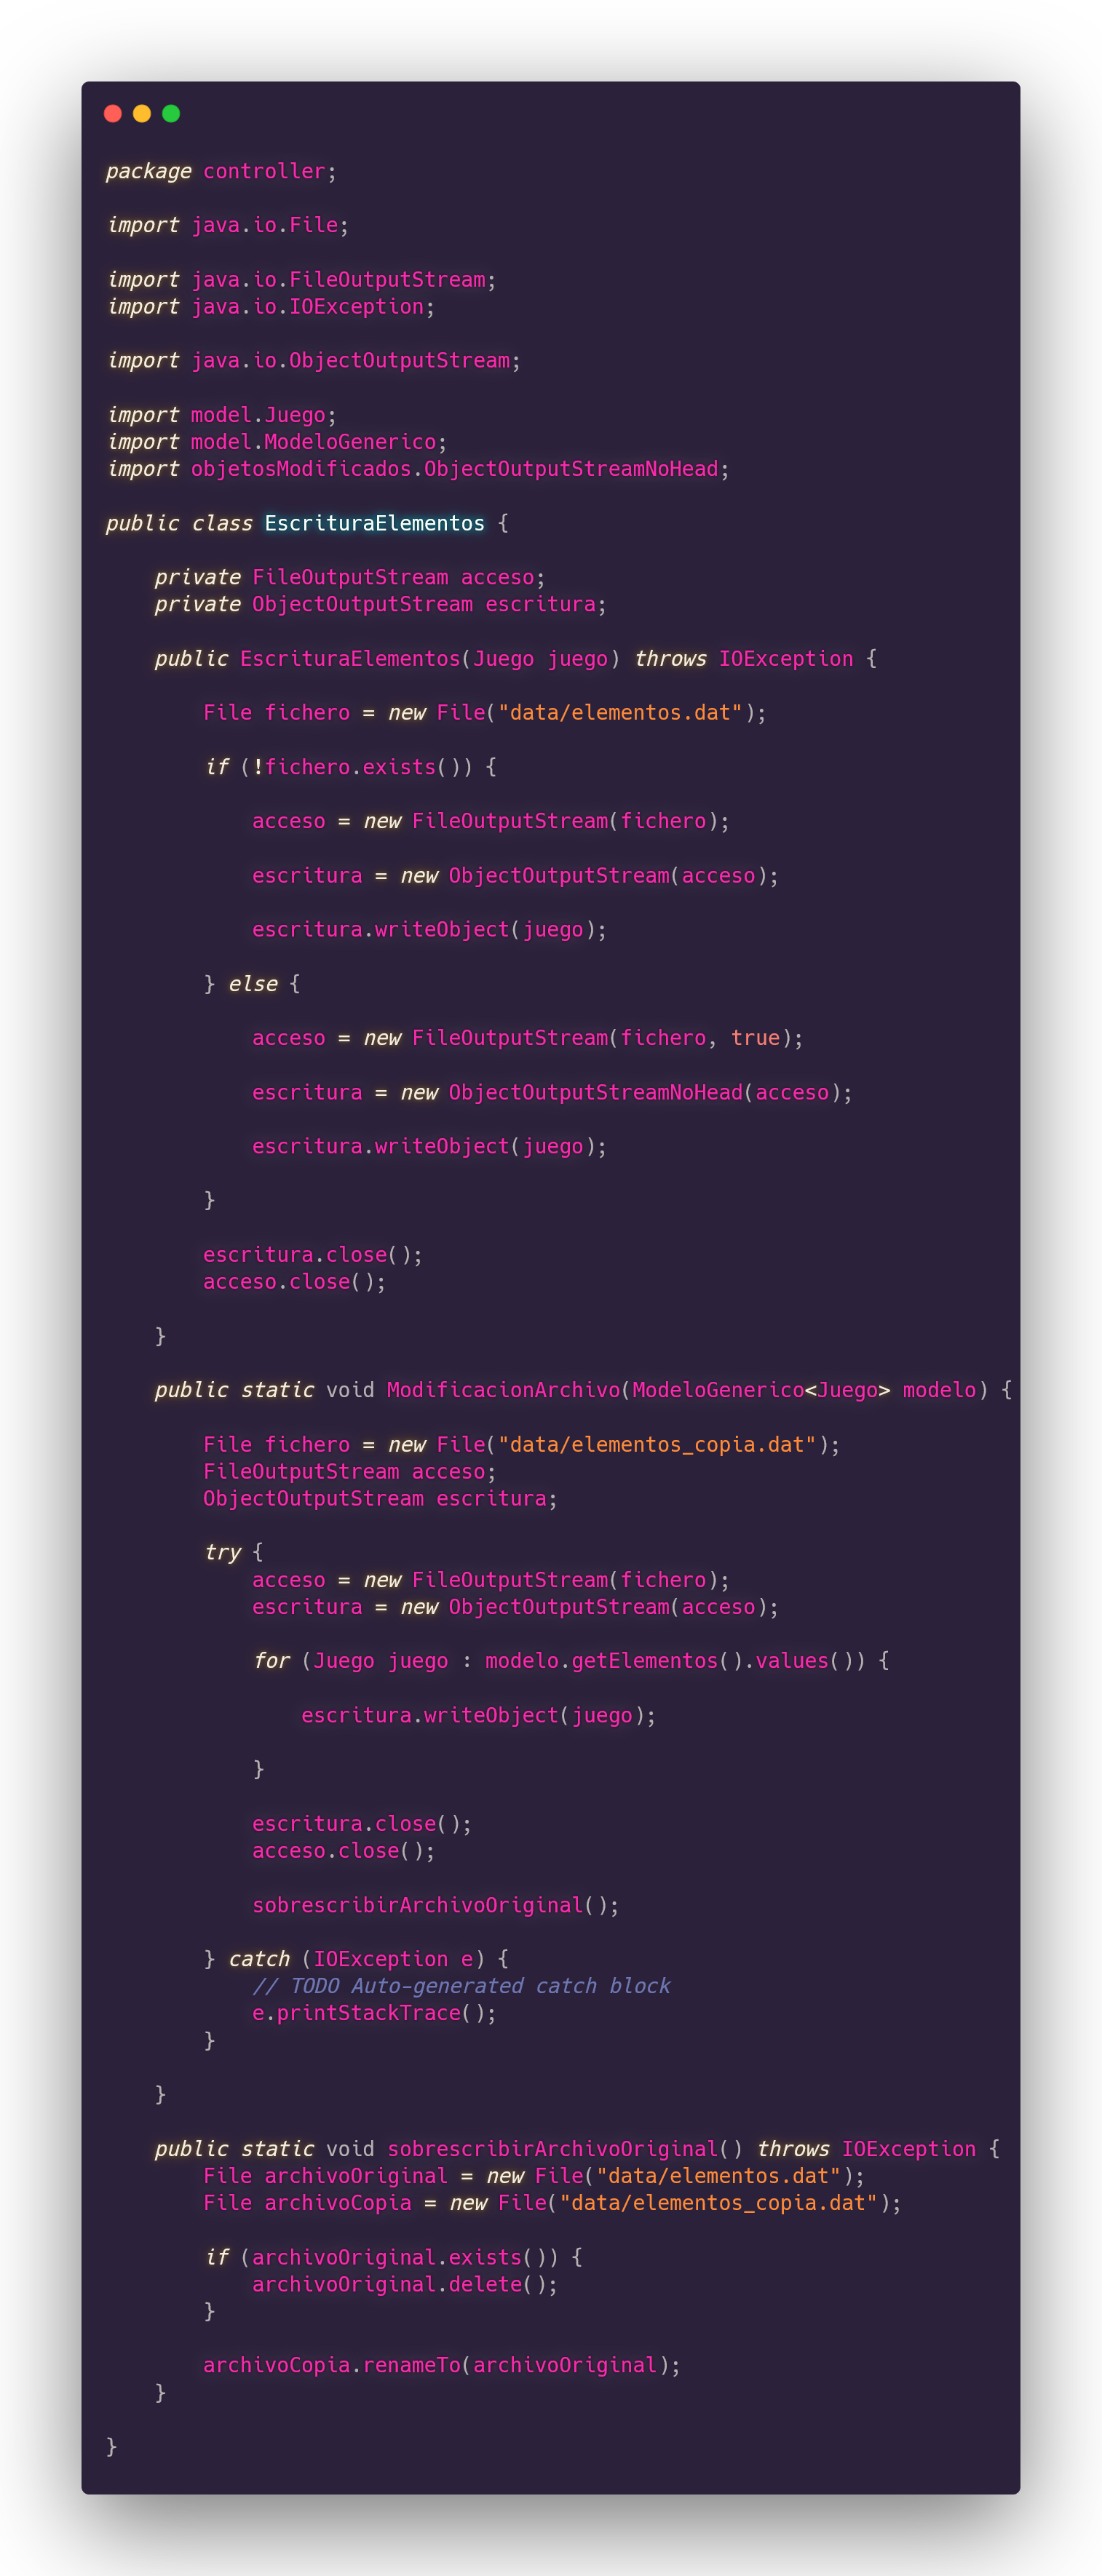 package controller;
import java.io.File;
import java.io.FileOutputStream;
import java.io.IOException;
import java.io.ObjectOutputStream;
import model.Juego;
import model.ModeloGenerico;
import objetosModificados.ObjectOutputStreamNoHead;
public class EscrituraElementos {
    private FileOutputStream acceso;
    private ObjectOutputStream escritura;
    public EscrituraElementos(Juego juego) throws IOException {
        File fichero = new File("data/elementos.dat");
        if (!fichero.exists()) {
            acceso = new FileOutputStream(fichero);
            escritura = new ObjectOutputStream(acceso);
            escritura.writeObject(juego);
        } else {
            acceso = new FileOutputStream(fichero, true);
            escritura = new ObjectOutputStreamNoHead(acceso);
            escritura.writeObject(juego);
        }
        escritura.close();
        acceso.close();
    }
    public static void ModificacionArchivo(ModeloGenerico<Juego> modelo) {
        File fichero = new File("data/elementos_copia.dat");
        FileOutputStream acceso;
        ObjectOutputStream escritura;
        try {
            acceso = new FileOutputStream(fichero);
            escritura = new ObjectOutputStream(acceso);
            for (Juego juego : modelo.getElementos().values()) {
                escritura.writeObject(juego);
            }
            escritura.close();
            acceso.close();
            sobrescribirArchivoOriginal();
        } catch (IOException e) {
            // TODO Auto-generated catch block
            e.printStackTrace();
        }
    }
    public static void sobrescribirArchivoOriginal() throws IOException {
        File archivoOriginal = new File("data/elementos.dat");
        File archivoCopia = new File("data/elementos_copia.dat");
        if (archivoOriginal.exists()) {
            archivoOriginal.delete();
        }
        archivoCopia.renameTo(archivoOriginal);
    }
}